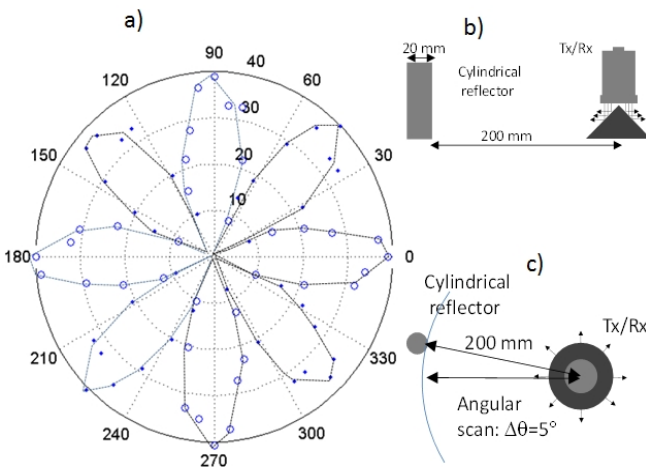 a)
90
40
120
60
30
150
30
20
10
180
0
210
330
240
300
270
b)
20 mm
Tx/Rx
Cylindrical
reflector
200 mm
c)
Cylindrical
reflector
Tx/Rx
200 mm
Angular
scan: Δθ=5°